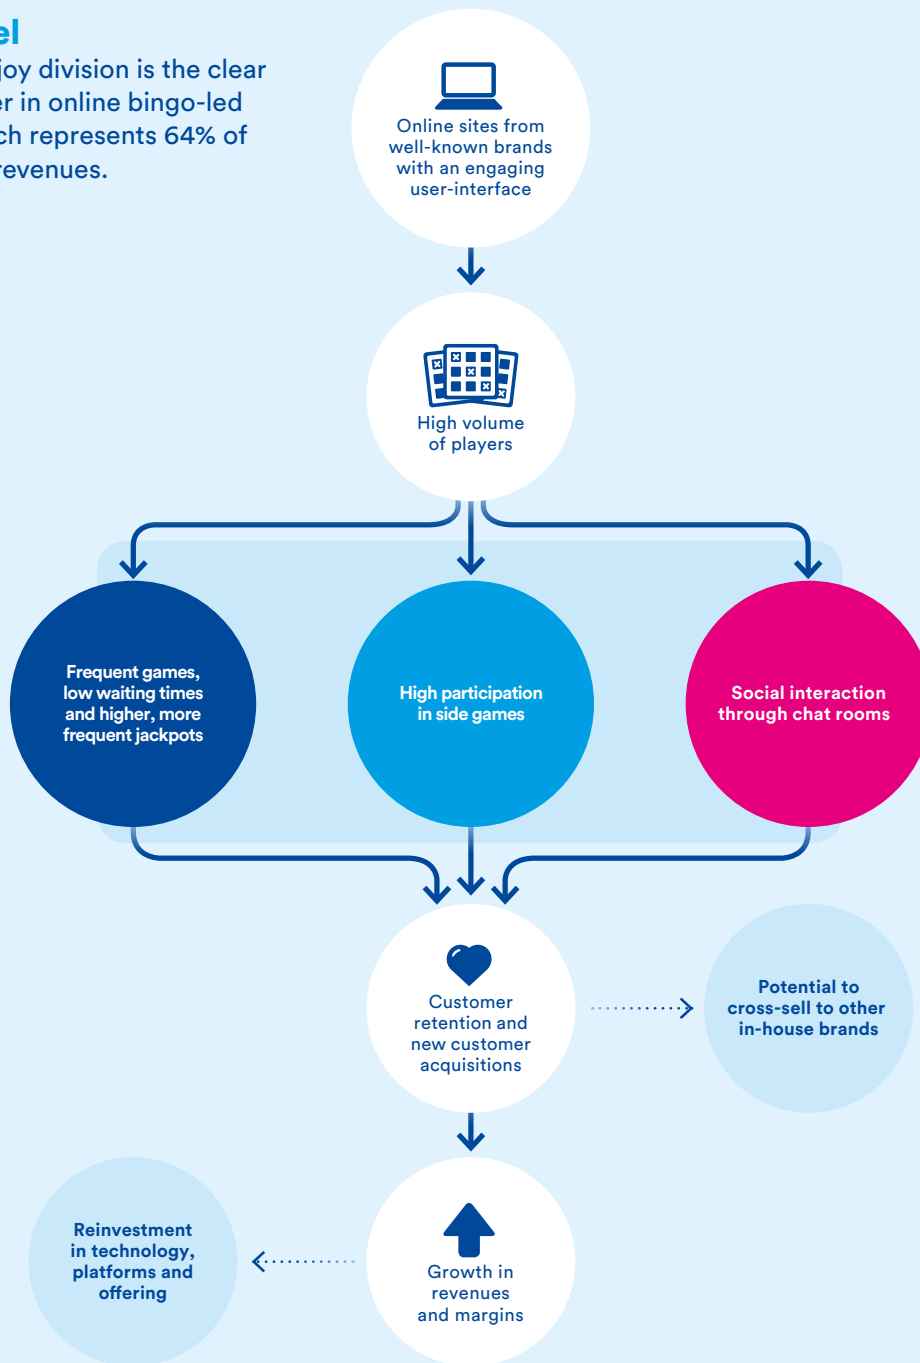 el
joy division is the clear
er in online bingo-led
ch represents 64% of
revenues.
Online sites from
well-known brands
with an engaging
user-interface
High volume
of players
Frequent games,
low waiting times
and higher, more
frequent jackpots
High participation
in side games
Social interaction
through chat rooms
Customer
retention and
new customer
acquisitions
Potential to
cross-sell to other
in-house brands
Reinvestment
in technology,
platforms and
offering
Growth in
revenues
and margins